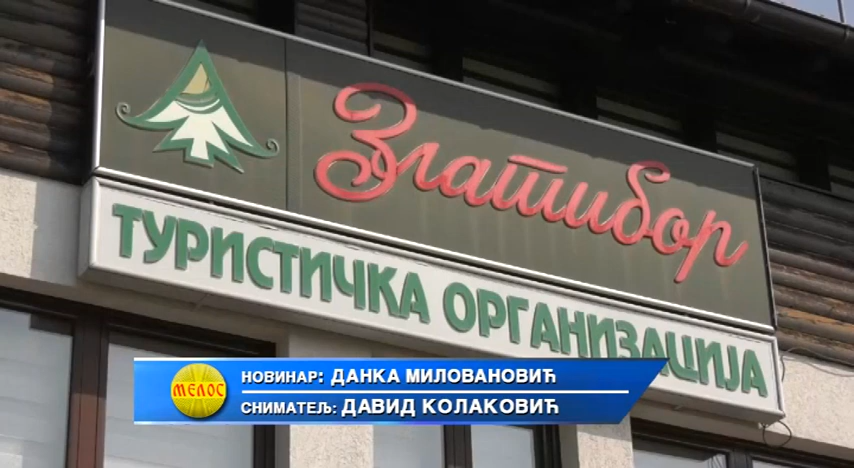 Златибор
ТУРИСТИЧКА ОРГАНИЗАЦИЈА
НОВИНАР: ДАНКА МИЛОВАНОВИЋ
МЕЛОС
СНИМАТЕЉ: ДАВИД КОЛАКОВИЋ